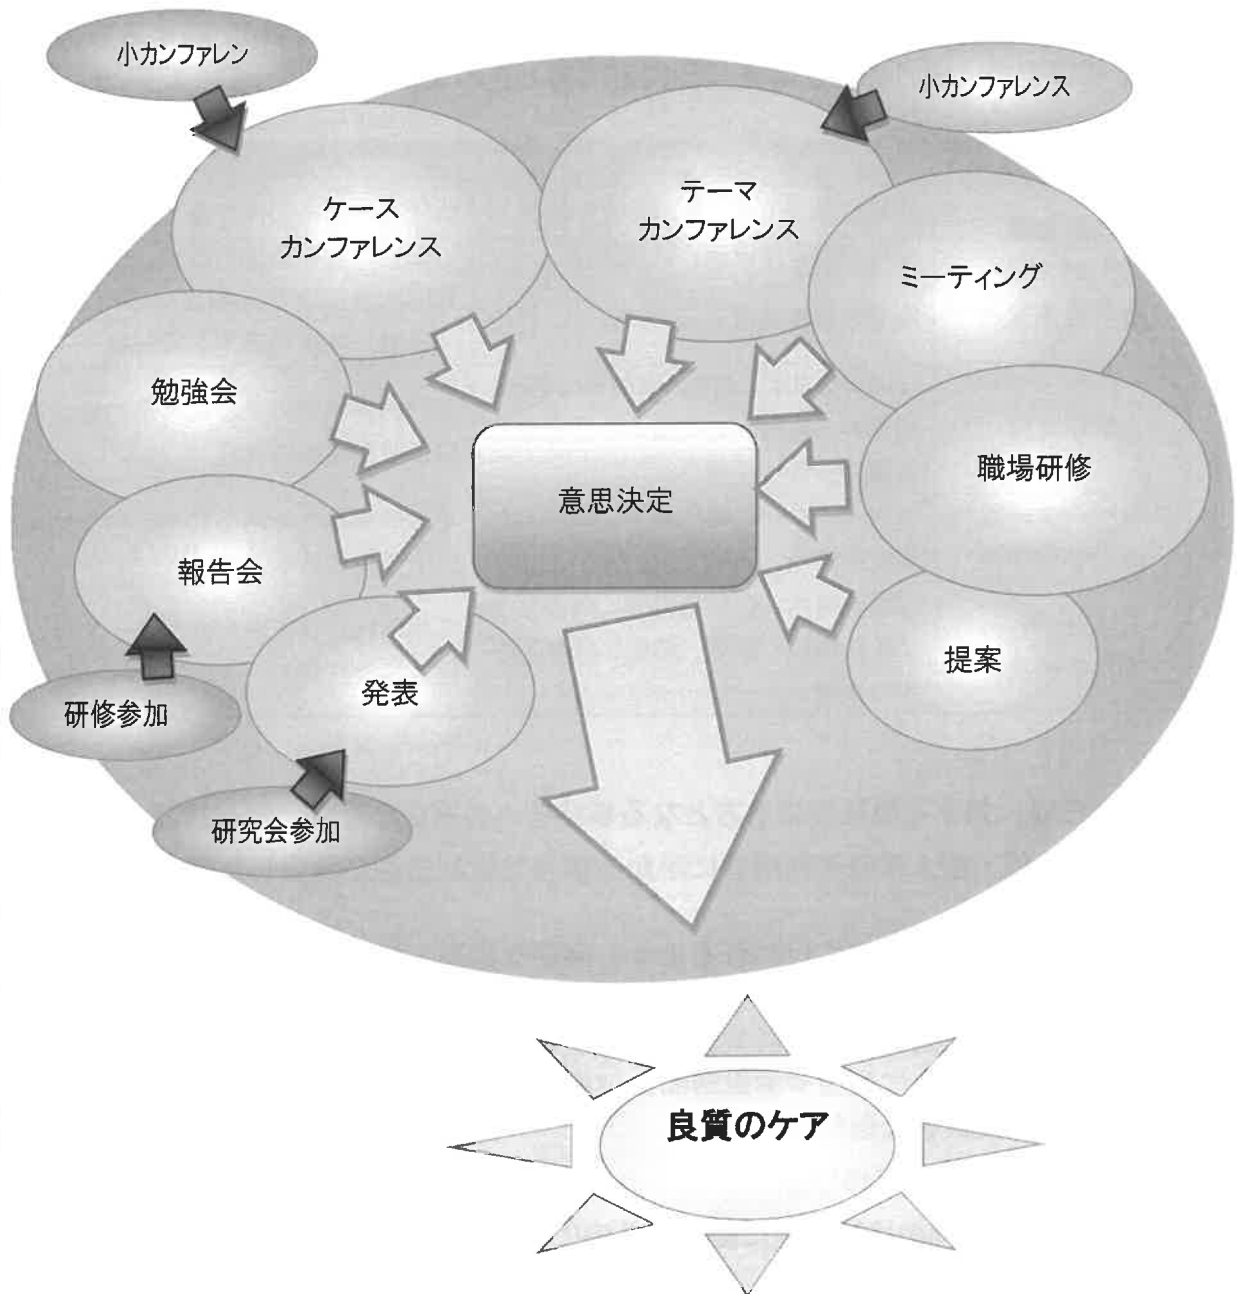 小カンファレン
小カンファレンス
ケース
カンファレンス
テーマ
カンファレンス
ミーティング
勉強会
職場研修
意思決定
報告会
提案
発表
研修参加
研究会参加
良質のケア